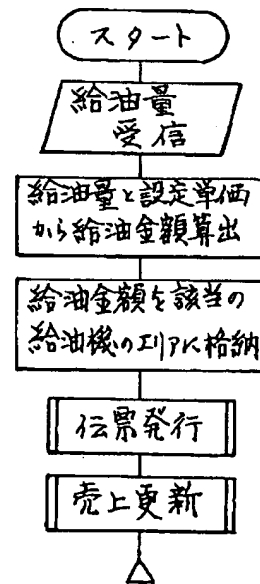 スタート
給油量
受信
給油量と設定単価
から給油金額算出
給油金額を該当の
給油機のエリアに格納
伝票発行
売上更新